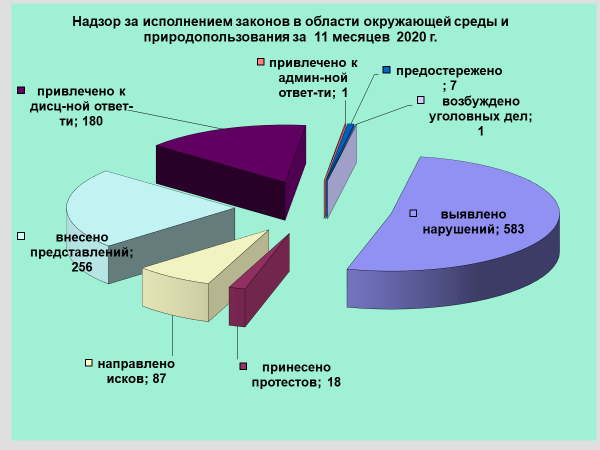 Надзор за исполнением законов в области окружающей среды и
природопользования за 11 месяцев 2020 г.
привлечено к
админ-ной
ответ-ти; 1
предостережено
; 7
возбуждено
уголовных дел;
1
привлечено к
дисц-ной ответ-
ти; 180
выявлено
нарушений; 583
внесено
представлений;
256
направлено
исков; 87
принесено
протестов; 18